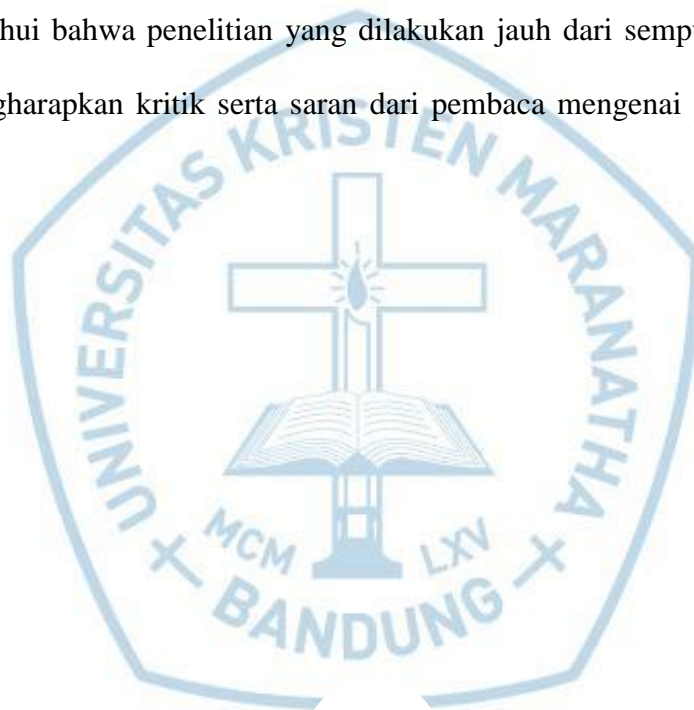 hui bahwa penelitian yang dilakukan jauh dari semp
gharapkan kritik serta saran dari pembaca mengenai
UNIVERSITAS KRISTEN MARANATHA
MCM LXV
BANDUNG